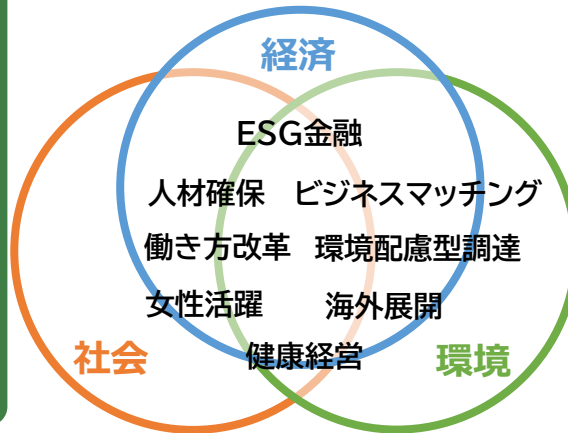 経済
ESG金融
人材確保 ビジネスマッチング
働き方改革 環境配慮型調達
女性活躍 海外展開
社会 健康経営 環境